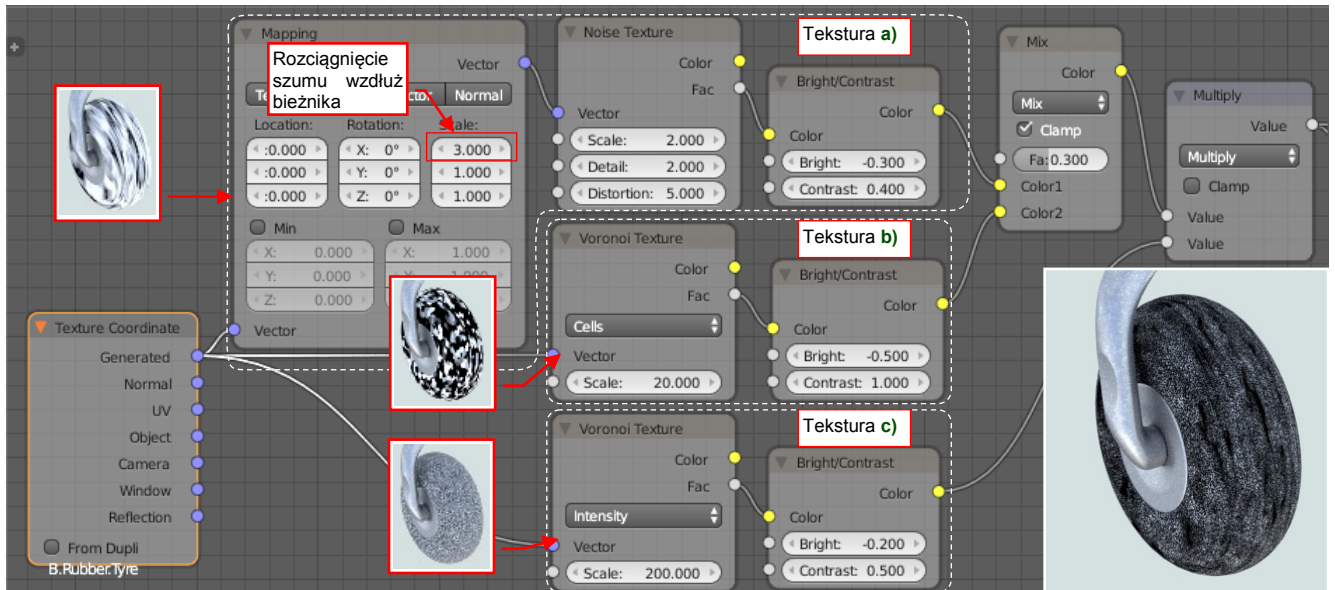 Mapping
Vector
Rozciągnięcie
szumu wzdłuż
bieżnika
Normal
Location: Rotation:
:0.000 X: 0° 3.000
:0.000 Y: 0° 1.000
:0.000 Z: 0° 1.000
Min Max
X: 0.000 X: 1.000
Y: 0.000
Z: 0.000
Vector
Noise Texture
Color
Fac
Vector
Scale: 2.000
Detail: 2.000
Distortion: 5.000
Tekstura a)
Bright/Contrast
Color
Color
Bright: -0.300
Contrast: 0.400
Voronoi Texture
Color
Fac
Cells
Vector
Scale: 20.000
Tekstura b)
Bright/Contrast
Color
Color
Bright: -0.500
Contrast: 1.000
Voronoi Texture
Color
Fac
Intensity
Vector
Scale: 200.000
Tekstura c)
Bright/Contrast
Color
Color
Bright: -0.200
Contrast: 0.500
Mix
Color
Mix
Clamp
Fa: 0.300
Color1
Color2
Multiply
Value
Multiply
Clamp
Value
Value
Texture Coordinate
Generated
Normal
UV
Object
Camera
Window
Reflection
From Dupli
B.Rubber.Tyre